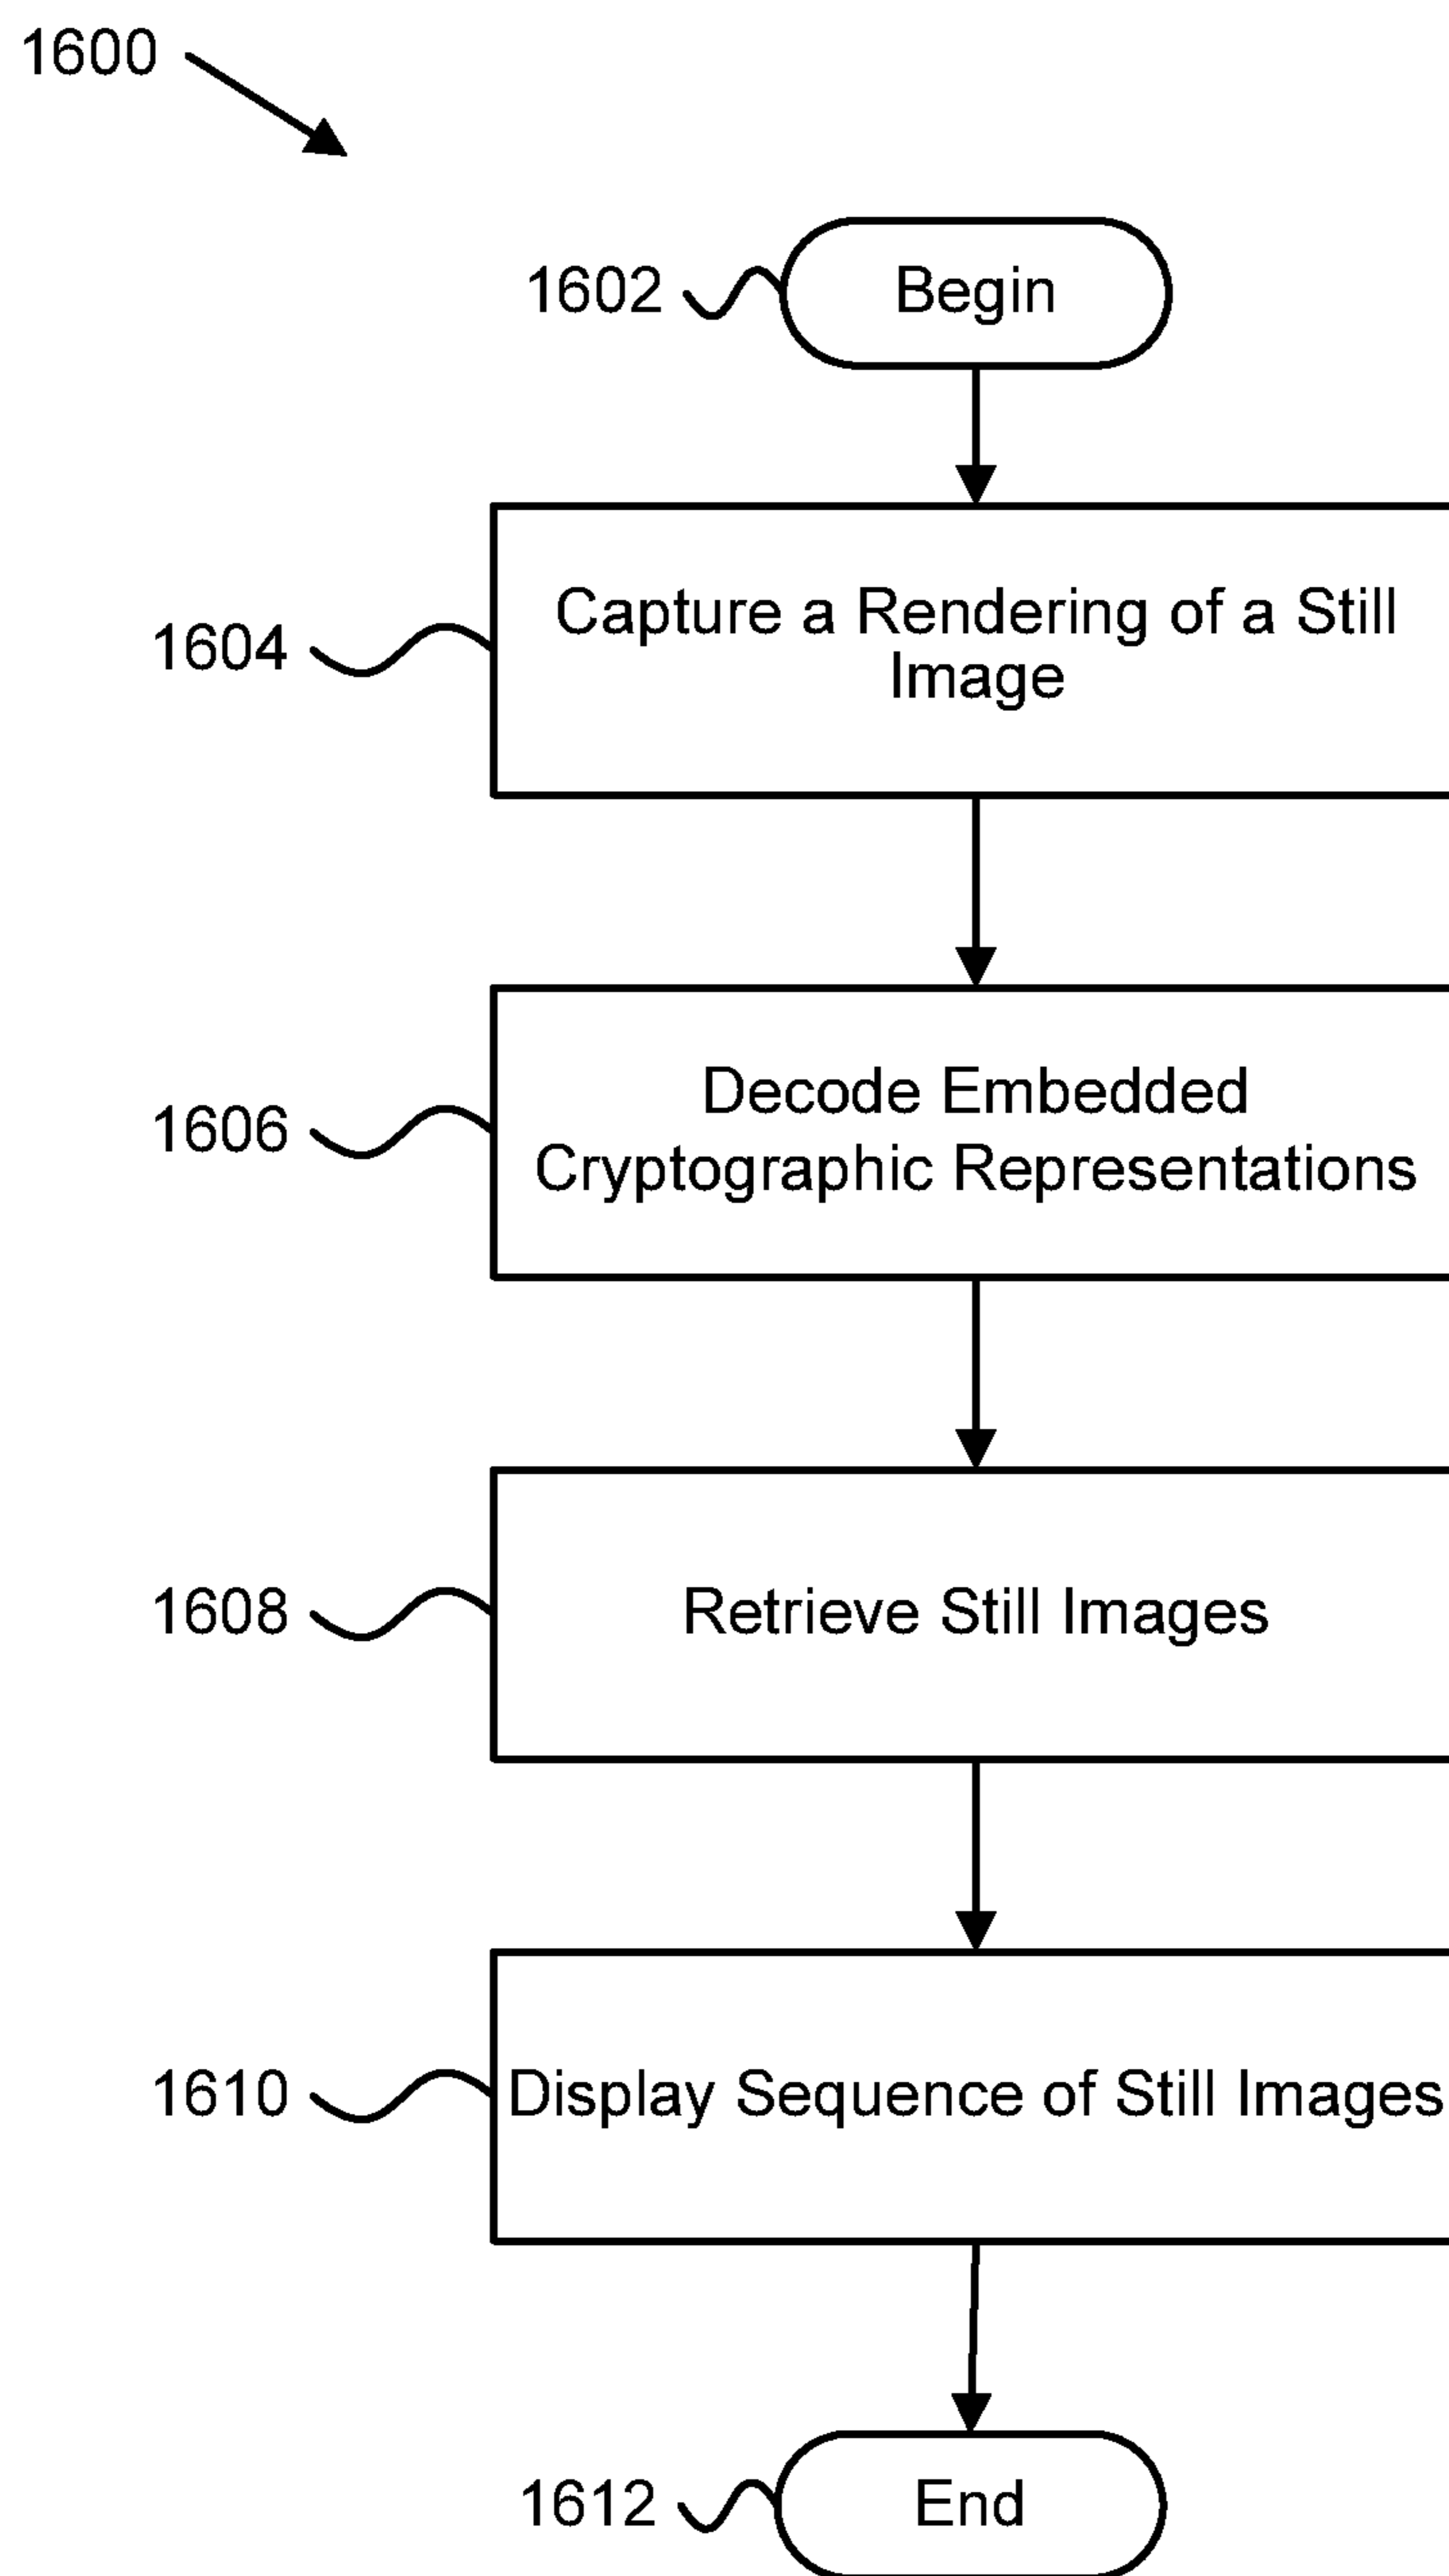 1600
1602
Begin
1604
Capture a Rendering of a Still
Image
1606
Decode Embedded
Cryptographic Representations
1608
Retrieve Still Images
1610
Display Sequence of Still Images
1612
End